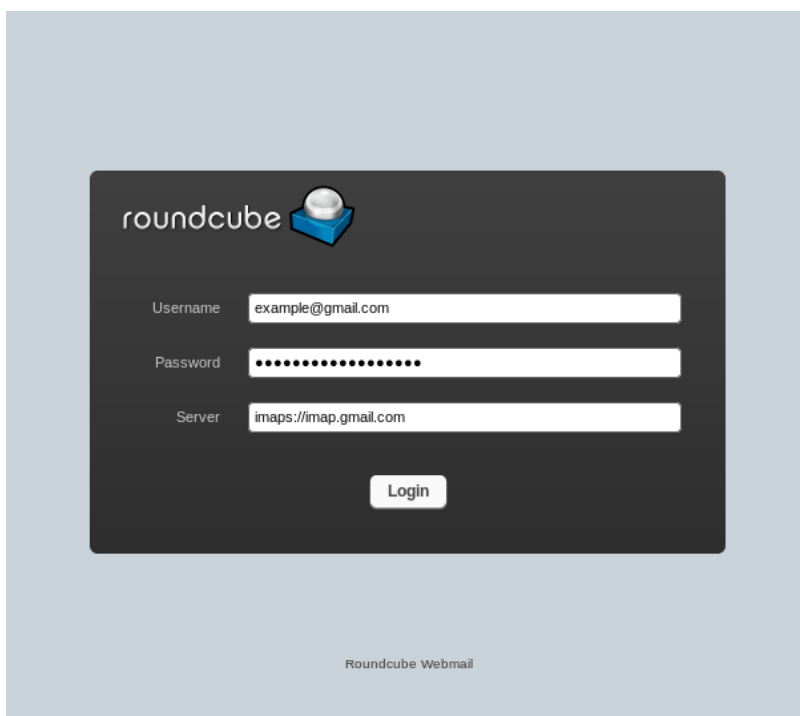 roundcube
Username example@gmail.com
Password ••••••••••••••••••
Server imaps://imap.gmail.com
Login
Roundcube Webmail